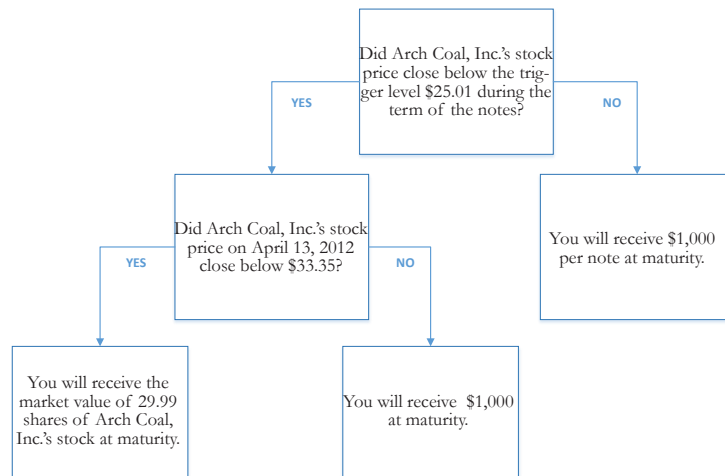 Did Arch Coal, Inc.'s stock
price close below the trig-
ger level $25.01 during the
term of the notes?
YES
NO
Did Arch Coal, Inc.'s stock
price on April 13, 2012
close below $33.35?
You will receive $1,000
per note at maturity.
YES
NO
You will receive the
market value of 29.99
shares of Arch Coal,
Inc.'s stock at maturity.
You will receive $1,000
at maturity.